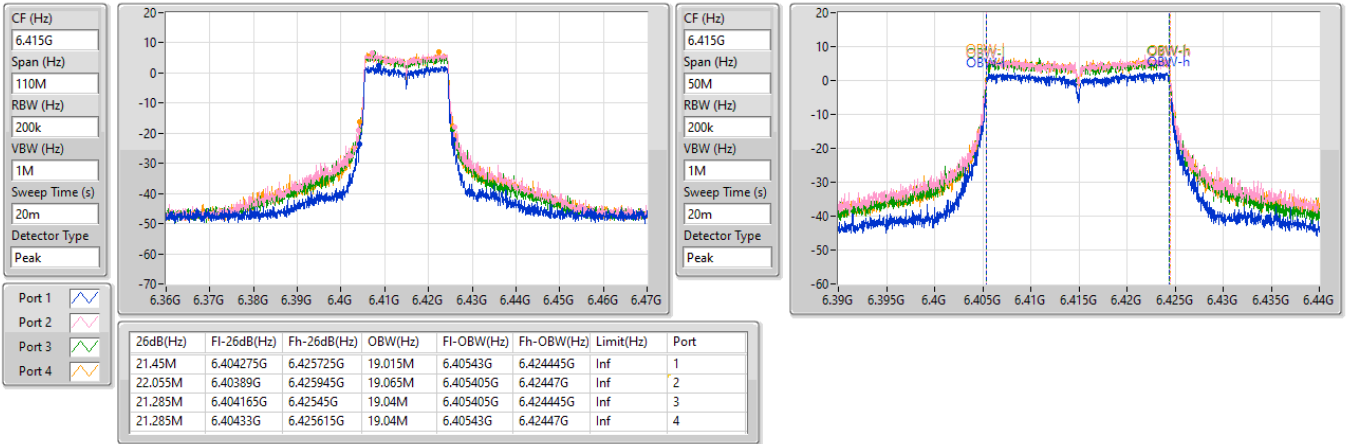 CF (Hz)
6.415G
Span (Hz)
110M
RBW (Hz)
200k
VBW (Hz)
1M
Sweep Time (s)
20m
Detector Type
Peak
20-
10-
0-
-10-
-20-
-30-
-40-
-50-
-60-
-70-
6.36G 6.37G 6.38G 6.39G 6.4G 6.41G 6.42G 6.43G 6.44G 6.45G 6.46G 6.47G
CF (Hz)
6.415G
Span (Hz)
50M
RBW (Hz)
200k
VBW (Hz)
1M
Sweep Time (s)
20m
Detector Type
Peak
20-
10-
0-
-10-
-20-
-30-
-40-
-50-
-60-
OBW-l OBW-h
OBW-l OBW-h
6.39G 6.395G 6.4G 6.405G 6.41G 6.415G 6.42G 6.425G 6.43G 6.435G 6.44G
Port 1
Port 2
Port 3
Port 4
26dB(Hz) Fl-26dB(Hz) Fh-26dB(Hz) OBW(Hz) Fl-OBW(Hz) Fh-OBW(Hz) Limit(Hz) Port
21.45M 6.404275G 6.425725G 19.015M 6.40543G 6.424445G Inf 1
22.055M 6.40389G 6.425945G 19.065M 6.405405G 6.42447G Inf 2
21.285M 6.404165G 6.42545G 19.04M 6.405405G 6.424445G Inf 3
21.285M 6.40433G 6.425615G 19.04M 6.40543G 6.42447G Inf 4